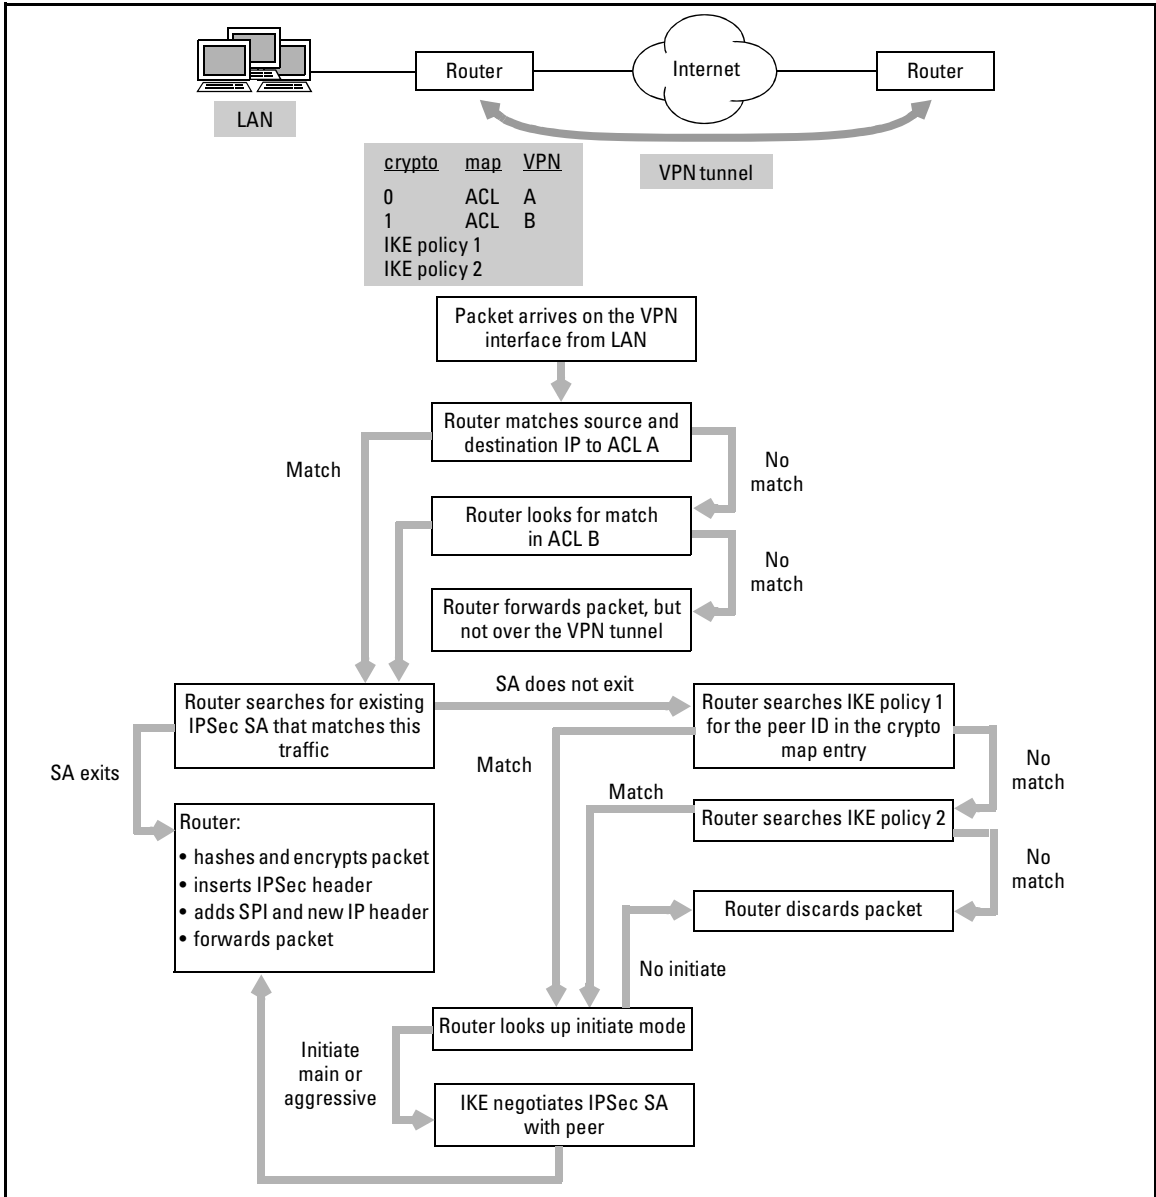 Router
Internet
Router
LAN
VPN tunnel
crypto map VPN
0 ACL A
1 ACL B
IKE policy 1
IKE policy 2
Packet arrives on the VPN
interface from LAN
Router matches source and
destination IP to ACL A
Match
No
match
Router looks for match
in ACL B
No
match
Router forwards packet, but
not over the VPN tunnel
Router searches for existing
IPSec SA that matches this
traffic
SA does not exit
Router searches IKE policy 1
for the peer ID in the crypto
map entry
SA exits
Match
No
match
Match
Router searches IKE policy 2
Router:
• hashes and encrypts packet
• inserts IPSec header
• adds SPI and new IP header
• forwards packet
No
match
Router discards packet
No initiate
Router looks up initiate mode
Initiate
main or
aggressive
IKE negotiates IPSec SA
with peer